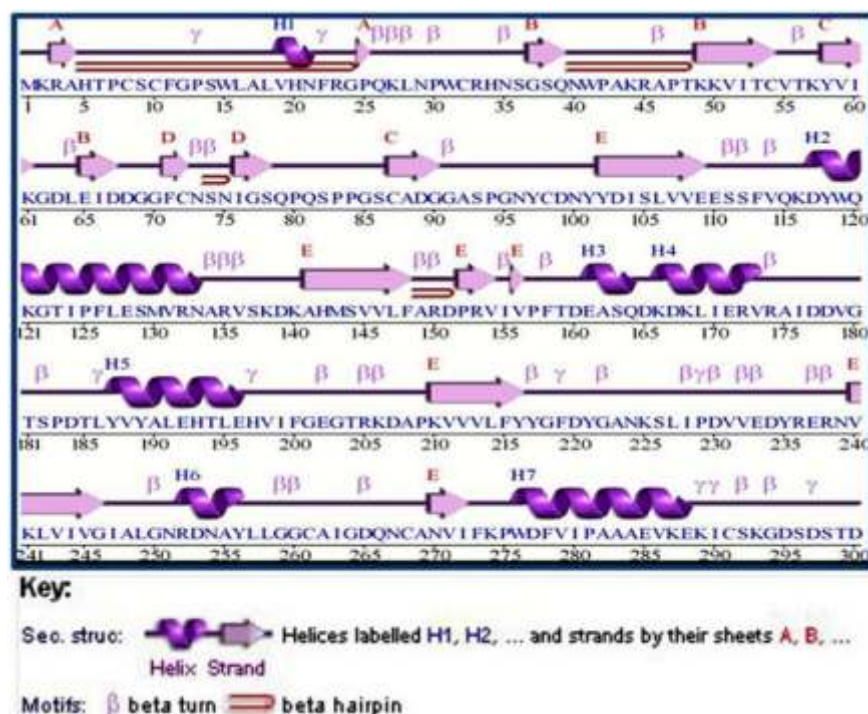 A γ H1 γ A βββ β β B β B β C
MKRAHTPCSCFGPSWLALVHNFRGPQKLNPWCRHNSGSQNWPAKRAPTKKVITCVTKYVI
1 5 10 15 20 25 30 35 40 45 50 55 60
β B D ββ D C β E ββ β H2
KGDLEIDDGGFCNSNIGSQPQSPPGSCADGGASPGNYCDNYYDISLVVEESSFVQKDYWQ
61 65 70 75 80 85 90 95 100 105 110 115 120
βββ E ββ E β E β H3 H4 β
KGTIPFLESMVRNARVSKDKAHMSVVLFARDPRVIVPFTDEASQDKDKLIERVRAIDDVG
121 125 130 135 140 145 150 155 160 165 170 175 180
β γ H5 γ β ββ E β γ β βγβ ββ ββ E
TSPDTLYVYALEHTLEHVIFGEGTRKDAPKVVVLFYYGFDYGANKSLIPDVVEDYRERNV
181 185 190 195 200 205 210 215 220 225 230 235 240
β H6 ββ β E H7 γγ β β γ
KLVIVGIALGNRDNAYLLGGCAIGDQNCANVIFKPWDFVIPAAAEVKEKICSKGDSDSTD
241 245 250 255 260 265 270 275 280 285 290 295 300
Key:
Sec. struc: Helices labelled H1, H2, ... and strands by their sheets A, B, ...
Helix Strand
Motifs: β beta turn beta hairpin